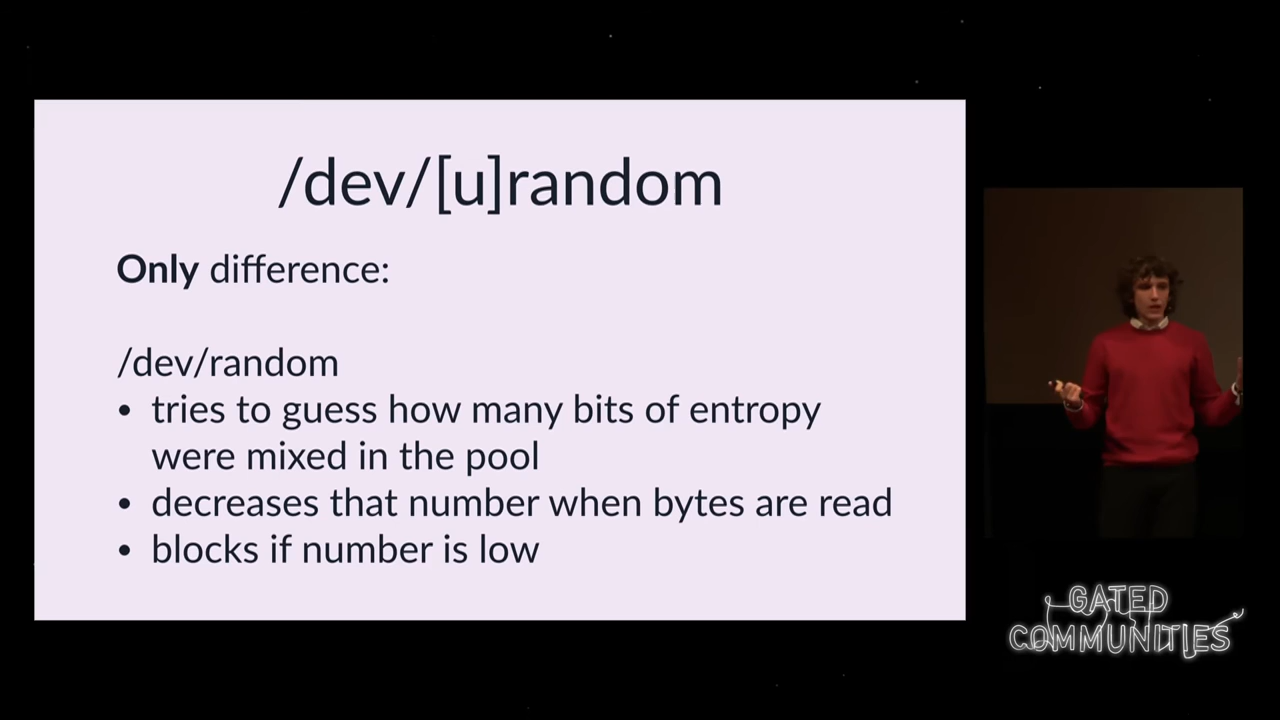 /dev/[u]random
Only difference:
/dev/random
• tries to guess how many bits of entropy
were mixed in the pool
• decreases that number when bytes are read
• blocks if number is low
GATED
COMMUNITIES